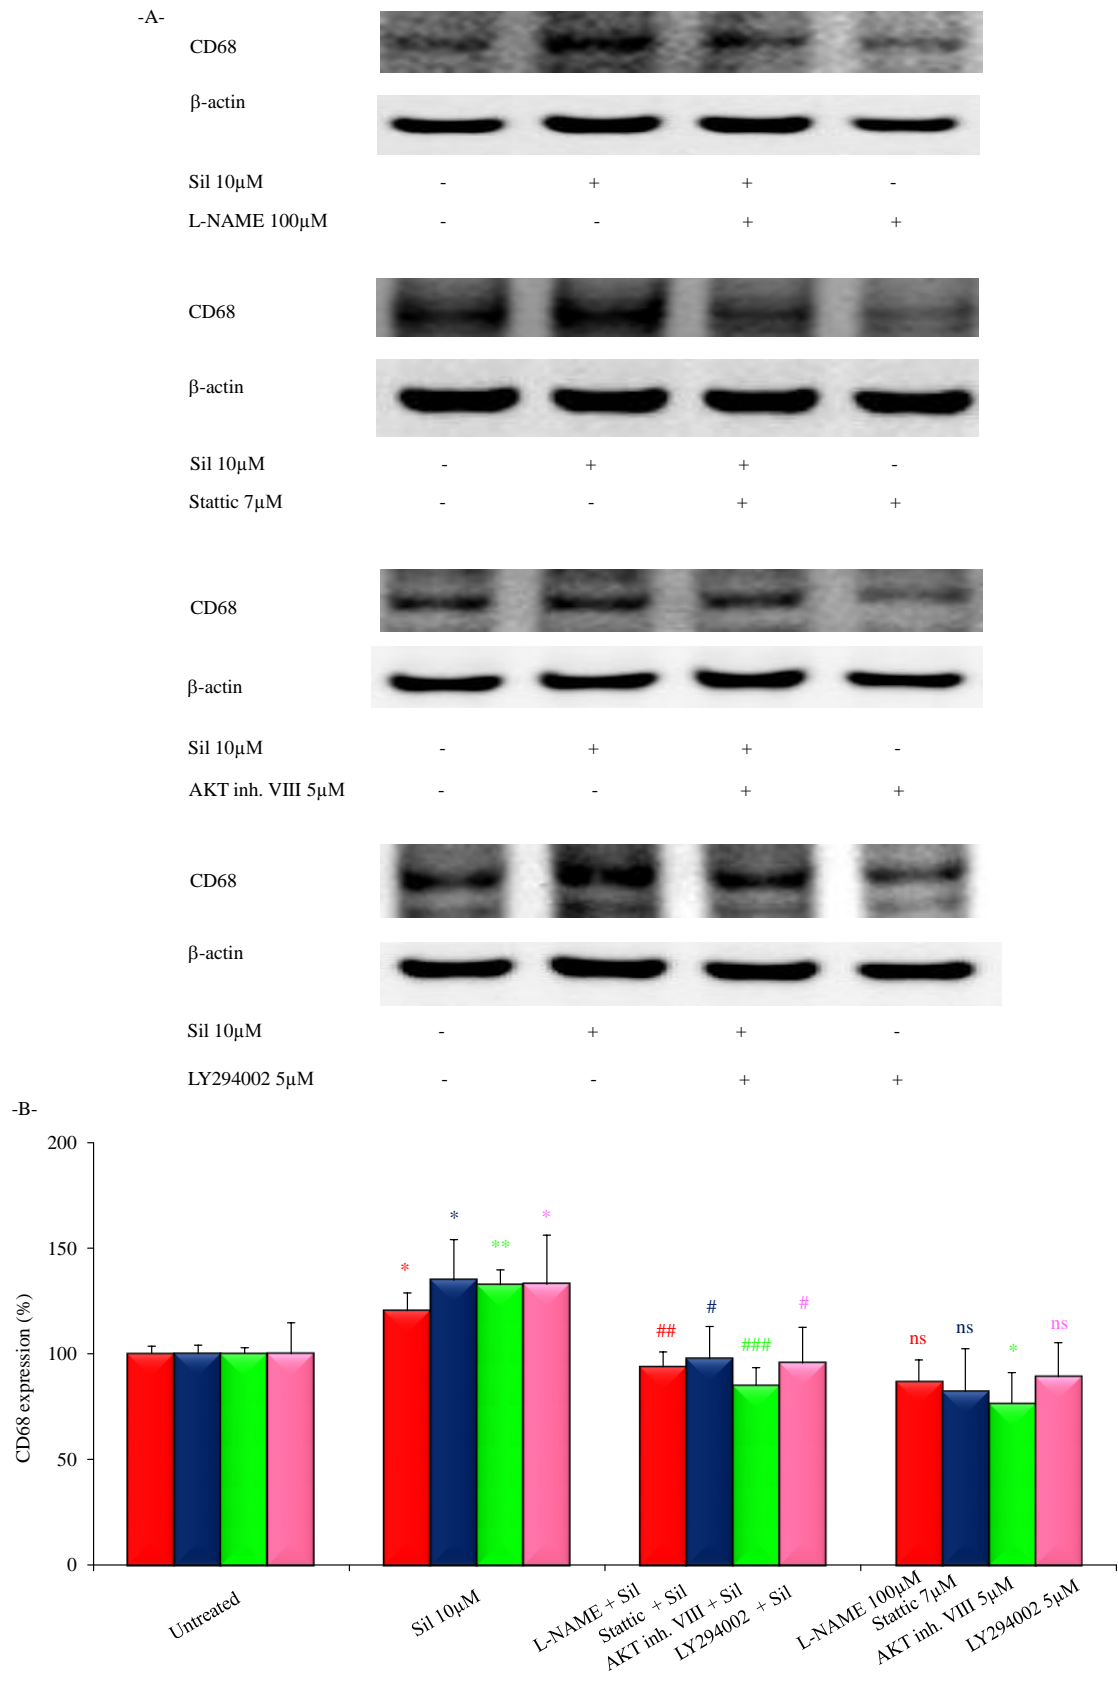 -A-
CD68
β-actin
Sil 10µM - + + -
L-NAME 100µM - - + +
CD68
β-actin
Sil 10µM - + + -
Stattic 7µM - - + +
CD68
β-actin
Sil 10µM - + + -
AKT inh. VIII 5µM - - + +
CD68
β-actin
Sil 10µM - + + -
LY294002 5µM - - + +
-B-
CD68 expression (%)
200
150
100
50
0
* * ** *
## # ### #
ns ns * ns
Untreated
Sil 10µM
L-NAME + Sil
Stattic + Sil
AKT inh. VIII + Sil
LY294002 + Sil
L-NAME 100µM
Stattic 7µM
AKT inh. VIII 5µM
LY294002 5µM